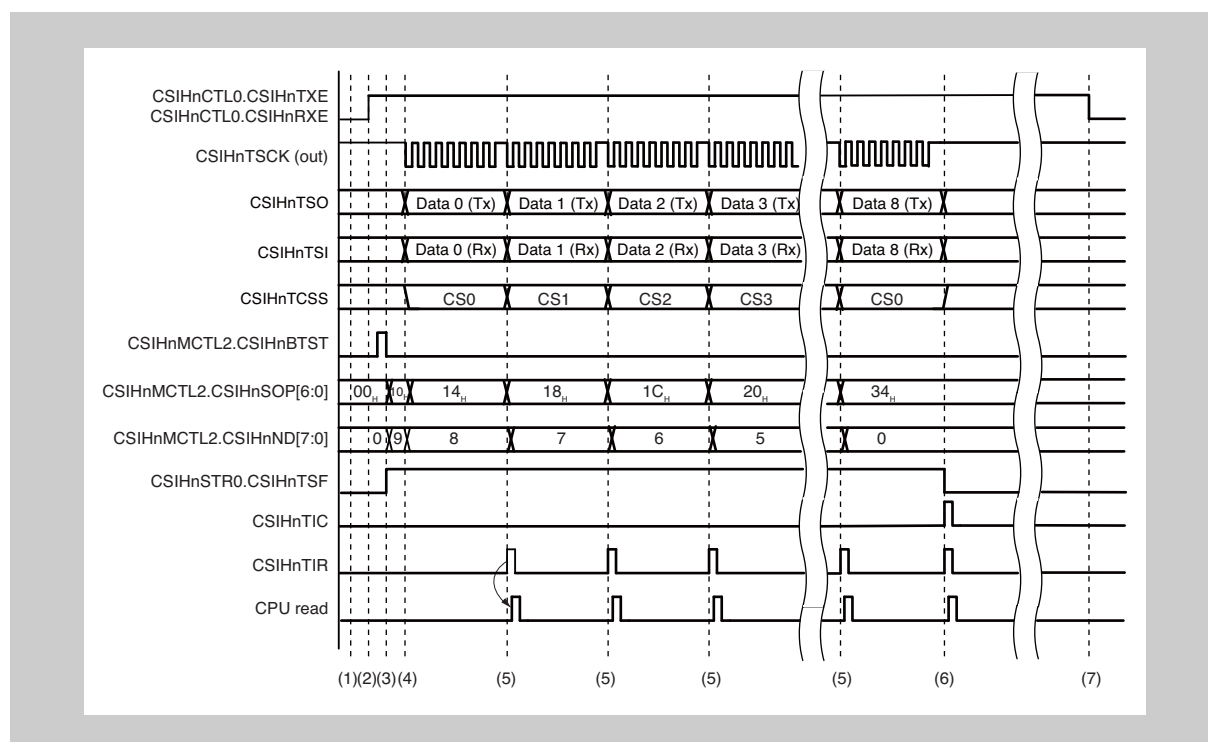 CSIHnCTL0.CSIHnTXE
CSIHnCTL0.CSIHnRXE
CSIHnTSCK (out)
CSIHnTSO Data 0 (Tx) Data 1 (Tx) Data 2 (Tx) Data 3 (Tx) Data 8 (Tx)
CSIHnTSI Data 0 (Rx) Data 1 (Rx) Data 2 (Rx) Data 3 (Rx) Data 8 (Rx)
CSIHnTCSS CS0 CS1 CS2 CS3 CS0
CSIHnMCTL2.CSIHnBTST
CSIHnMCTL2.CSIHnSOP[6:0] 00H 10H 14H 18H 1CH 20H 34H
CSIHnMCTL2.CSIHnND[7:0] 0 9 8 7 6 5 0
CSIHnSTR0.CSIHnTSF
CSIHnTIC
CSIHnTIR
CPU read
(1)(2)(3)(4) (5) (5) (5) (5) (6) (7)